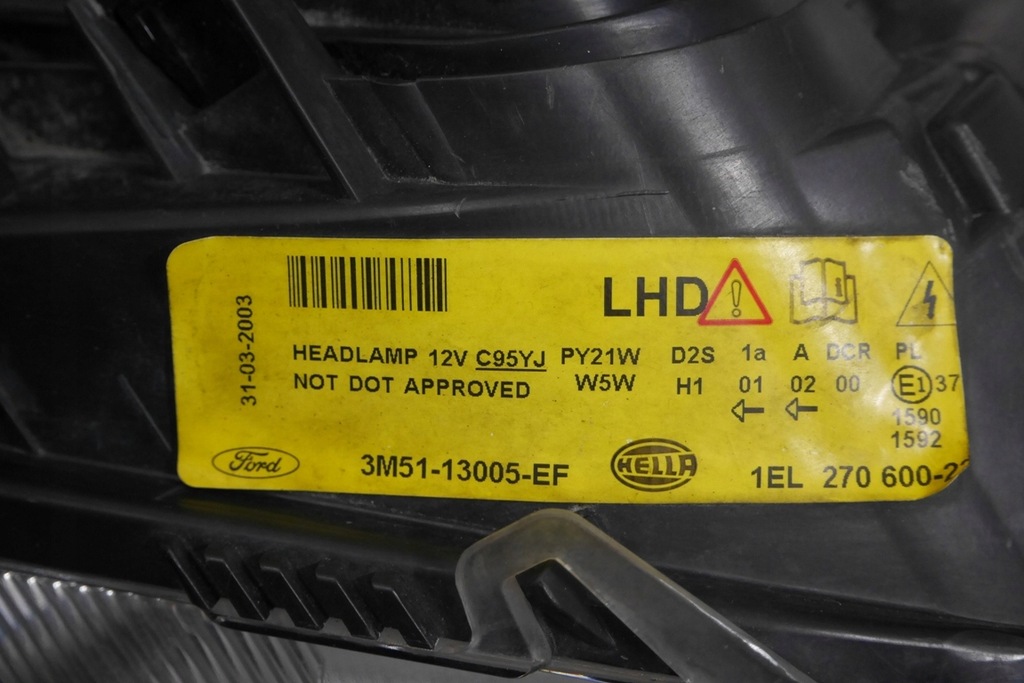 31-03-2003
LHD
HEADLAMP 12V C95YJ PY21W D2S 1a A DCR PL
NOT DOT APPROVED W5W H1 01 02 00 E1 37
1590
1592
Ford 3M51-13005-EF HELLA 1EL 270 600-